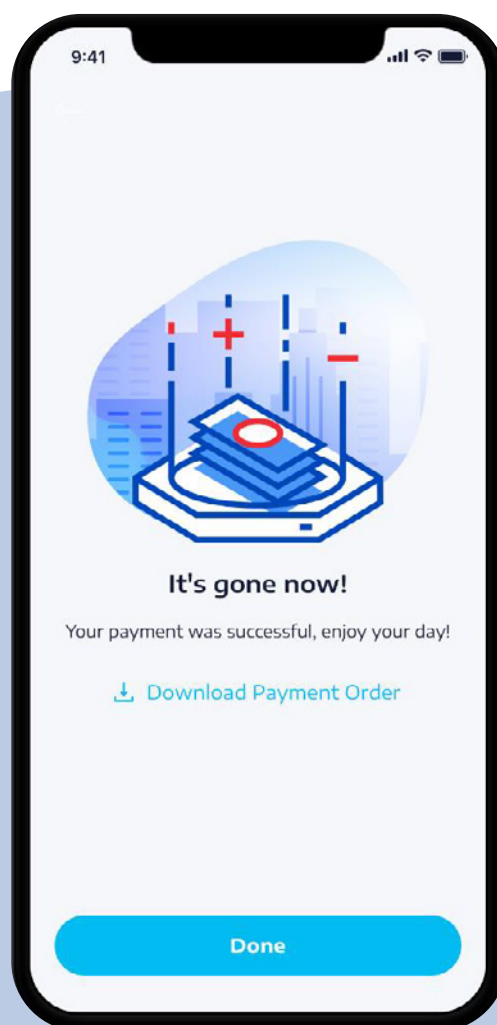 9:41
It's gone now!
Your payment was successful, enjoy your day!
Download Payment Order
Done